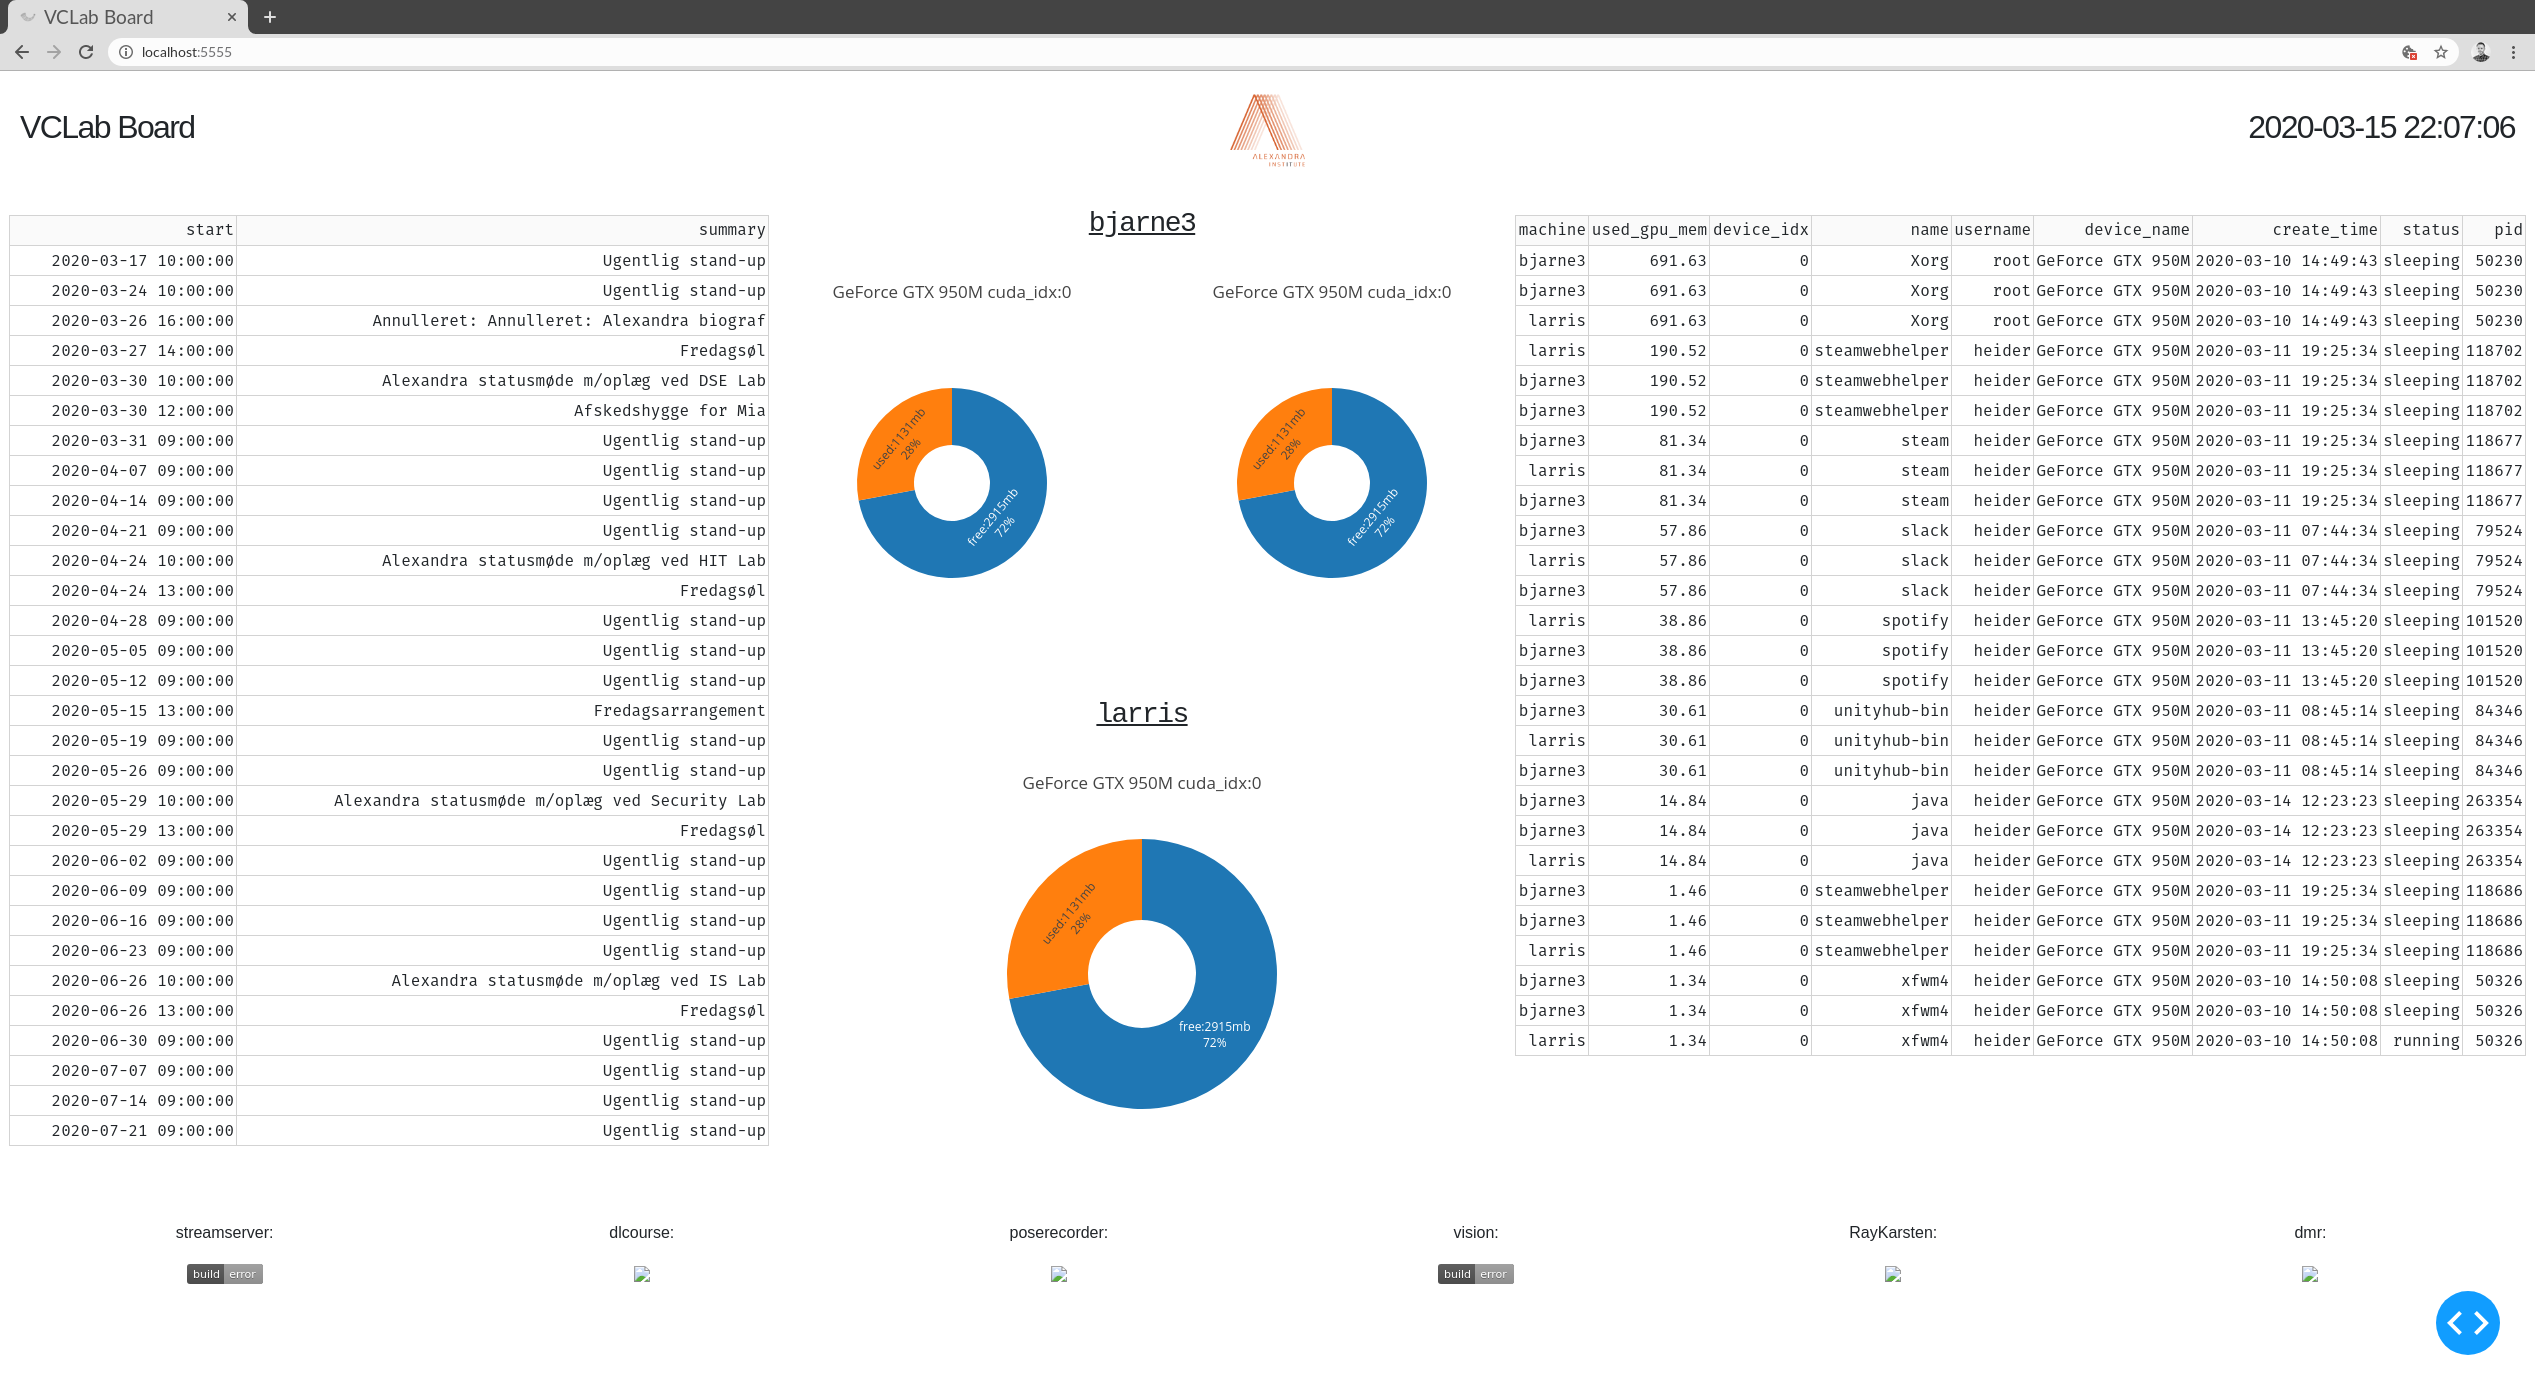 VCLab Board
localhost:5555
VCLab Board
ALEXANDRA
INSTITUTE
2020-03-15 22:07:06
start summary
2020-03-17 10:00:00 Ugentlig stand-up
2020-03-24 10:00:00 Ugentlig stand-up
2020-03-26 16:00:00 Annulleret: Annulleret: Alexandra biograf
2020-03-27 14:00:00 Fredagsøl
2020-03-30 10:00:00 Alexandra statusmøde m/oplæg ved DSE Lab
2020-03-30 12:00:00 Afskedshygge for Mia
2020-03-31 09:00:00 Ugentlig stand-up
2020-04-07 09:00:00 Ugentlig stand-up
2020-04-14 09:00:00 Ugentlig stand-up
2020-04-21 09:00:00 Ugentlig stand-up
2020-04-24 10:00:00 Alexandra statusmøde m/oplæg ved HIT Lab
2020-04-24 13:00:00 Fredagsøl
2020-04-28 09:00:00 Ugentlig stand-up
2020-05-05 09:00:00 Ugentlig stand-up
2020-05-12 09:00:00 Ugentlig stand-up
2020-05-15 13:00:00 Fredagsarrangement
2020-05-19 09:00:00 Ugentlig stand-up
2020-05-26 09:00:00 Ugentlig stand-up
2020-05-29 10:00:00 Alexandra statusmøde m/oplæg ved Security Lab
2020-05-29 13:00:00 Fredagsøl
2020-06-02 09:00:00 Ugentlig stand-up
2020-06-09 09:00:00 Ugentlig stand-up
2020-06-16 09:00:00 Ugentlig stand-up
2020-06-23 09:00:00 Ugentlig stand-up
2020-06-26 10:00:00 Alexandra statusmøde m/oplæg ved IS Lab
2020-06-26 13:00:00 Fredagsøl
2020-06-30 09:00:00 Ugentlig stand-up
2020-07-07 09:00:00 Ugentlig stand-up
2020-07-14 09:00:00 Ugentlig stand-up
2020-07-21 09:00:00 Ugentlig stand-up
bjarne3
GeForce GTX 950M cuda_idx:0
used:1131mb
28%
free:2915mb
72%
GeForce GTX 950M cuda_idx:0
used:1131mb
28%
free:2915mb
72%
larris
GeForce GTX 950M cuda_idx:0
used:1131mb
28%
free:2915mb
72%
machine used_gpu_mem device_idx name username device_name create_time status pid
bjarne3 691.63 0 Xorg root GeForce GTX 950M 2020-03-10 14:49:43 sleeping 50230
bjarne3 691.63 0 Xorg root GeForce GTX 950M 2020-03-10 14:49:43 sleeping 50230
larris 691.63 0 Xorg root GeForce GTX 950M 2020-03-10 14:49:43 sleeping 50230
larris 190.52 0 steamwebhelper heider GeForce GTX 950M 2020-03-11 19:25:34 sleeping 118702
bjarne3 190.52 0 steamwebhelper heider GeForce GTX 950M 2020-03-11 19:25:34 sleeping 118702
bjarne3 190.52 0 steamwebhelper heider GeForce GTX 950M 2020-03-11 19:25:34 sleeping 118702
bjarne3 81.34 0 steam heider GeForce GTX 950M 2020-03-11 19:25:34 sleeping 118677
larris 81.34 0 steam heider GeForce GTX 950M 2020-03-11 19:25:34 sleeping 118677
bjarne3 81.34 0 steam heider GeForce GTX 950M 2020-03-11 19:25:34 sleeping 118677
bjarne3 57.86 0 slack heider GeForce GTX 950M 2020-03-11 07:44:34 sleeping 79524
larris 57.86 0 slack heider GeForce GTX 950M 2020-03-11 07:44:34 sleeping 79524
bjarne3 57.86 0 slack heider GeForce GTX 950M 2020-03-11 07:44:34 sleeping 79524
larris 38.86 0 spotify heider GeForce GTX 950M 2020-03-11 13:45:20 sleeping 101520
bjarne3 38.86 0 spotify heider GeForce GTX 950M 2020-03-11 13:45:20 sleeping 101520
bjarne3 38.86 0 spotify heider GeForce GTX 950M 2020-03-11 13:45:20 sleeping 101520
bjarne3 30.61 0 unityhub-bin heider GeForce GTX 950M 2020-03-11 08:45:14 sleeping 84346
larris 30.61 0 unityhub-bin heider GeForce GTX 950M 2020-03-11 08:45:14 sleeping 84346
bjarne3 30.61 0 unityhub-bin heider GeForce GTX 950M 2020-03-11 08:45:14 sleeping 84346
bjarne3 14.84 0 java heider GeForce GTX 950M 2020-03-14 12:23:23 sleeping 263354
bjarne3 14.84 0 java heider GeForce GTX 950M 2020-03-14 12:23:23 sleeping 263354
larris 14.84 0 java heider GeForce GTX 950M 2020-03-14 12:23:23 sleeping 263354
bjarne3 1.46 0 steamwebhelper heider GeForce GTX 950M 2020-03-11 19:25:34 sleeping 118686
bjarne3 1.46 0 steamwebhelper heider GeForce GTX 950M 2020-03-11 19:25:34 sleeping 118686
larris 1.46 0 steamwebhelper heider GeForce GTX 950M 2020-03-11 19:25:34 sleeping 118686
bjarne3 1.34 0 xfwm4 heider GeForce GTX 950M 2020-03-10 14:50:08 sleeping 50326
bjarne3 1.34 0 xfwm4 heider GeForce GTX 950M 2020-03-10 14:50:08 sleeping 50326
larris 1.34 0 xfwm4 heider GeForce GTX 950M 2020-03-10 14:50:08 running 50326
streamserver: dlcourse: poserecorder: vision: RayKarsten: dmr:
build error build error